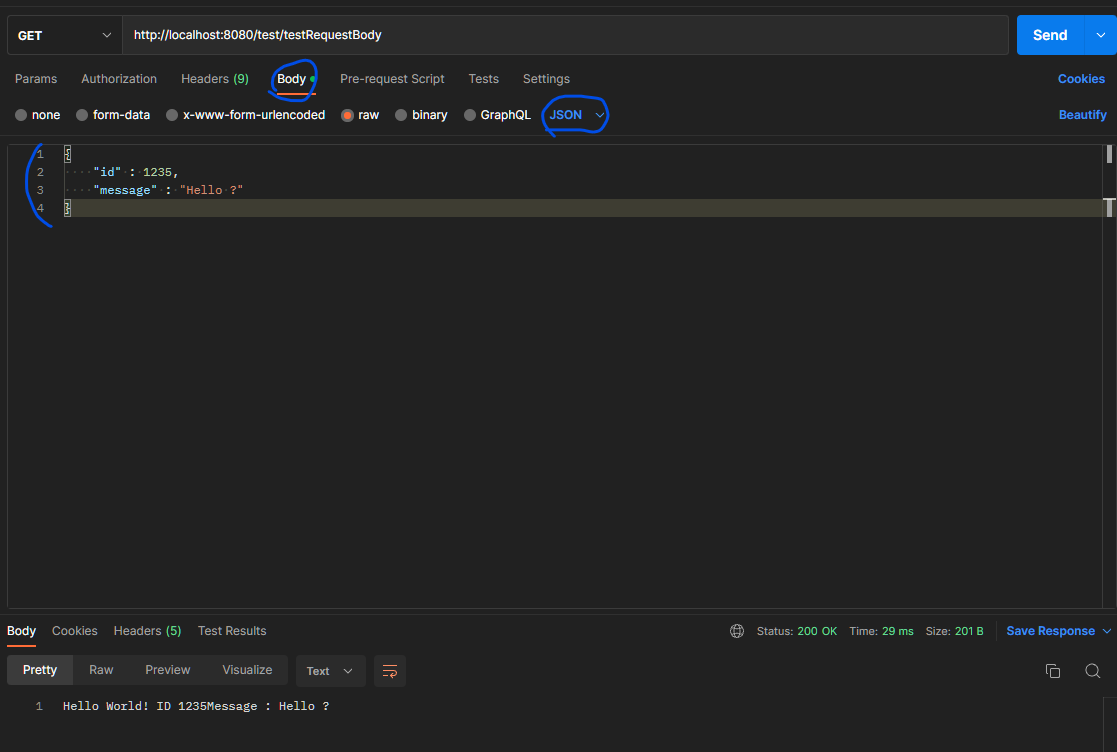 GET http://localhost:8080/test/testRequestBody Send
Params Authorization Headers (9) Body Pre-request Script Tests Settings Cookies
none form-data x-www-form-urlencoded raw binary GraphQL JSON Beautify
1 {
2 ····"id"·:·1235,
3 ····"message"·:·"Hello·?"
4 }
Body Cookies Headers (5) Test Results Status: 200 OK Time: 29 ms Size: 201 B Save Response
Pretty Raw Preview Visualize Text
1 Hello World! ID 1235Message : Hello ?